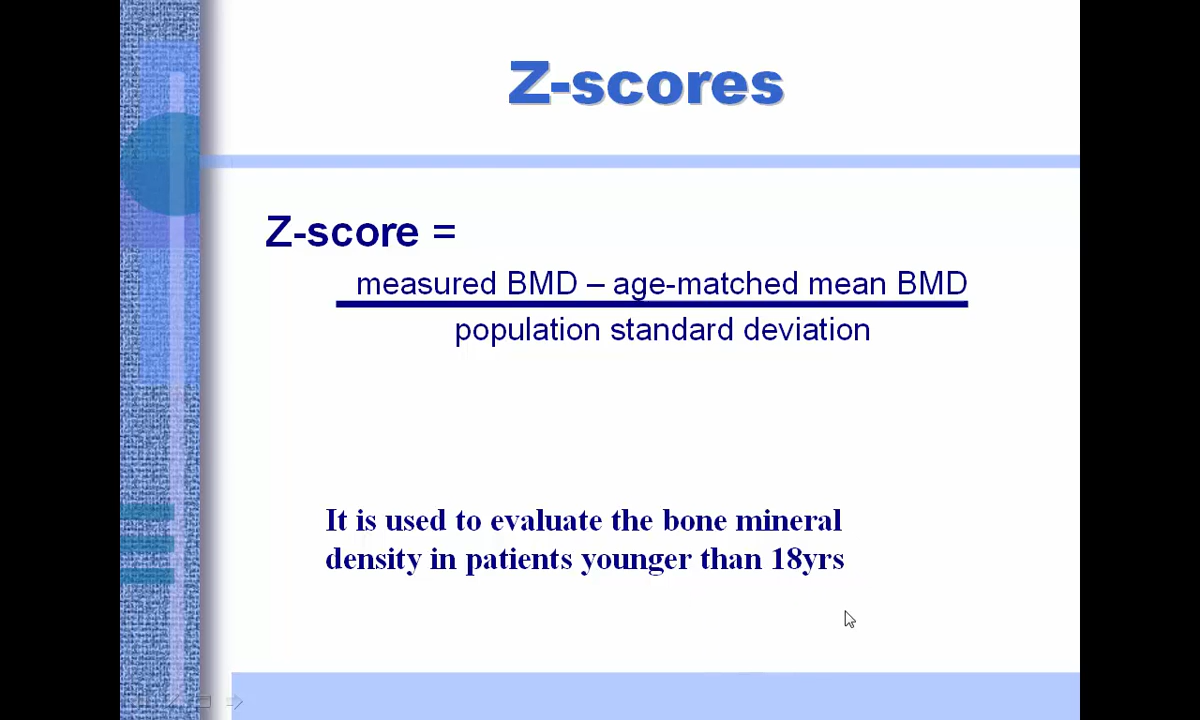 Z-scores
Z-score =
measured BMD – age-matched mean BMD
population standard deviation
It is used to evaluate the bone mineral
density in patients younger than 18yrs